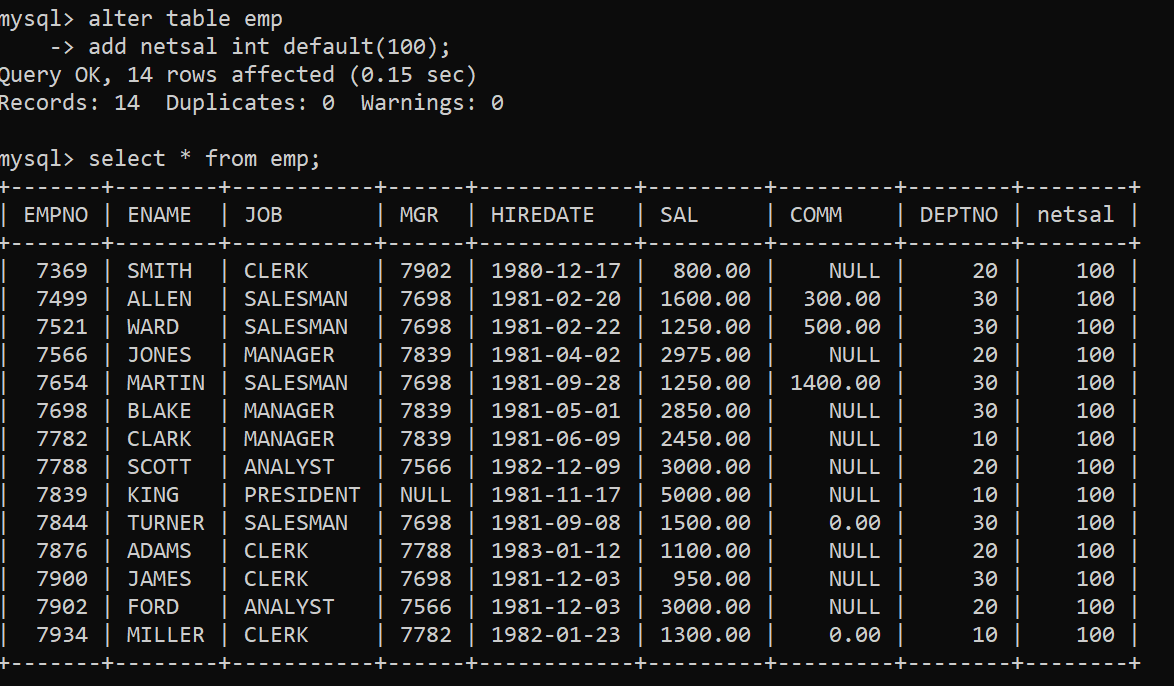 mysql> alter table emp
    -> add netsal int default(100);
Query OK, 14 rows affected (0.15 sec)
Records: 14  Duplicates: 0  Warnings: 0

mysql> select * from emp;
+-------+--------+-----------+------+------------+---------+---------+--------+--------+
| EMPNO | ENAME  | JOB       | MGR  | HIREDATE   | SAL     | COMM    | DEPTNO | netsal |
+-------+--------+-----------+------+------------+---------+---------+--------+--------+
|  7369 | SMITH  | CLERK     | 7902 | 1980-12-17 |  800.00 |    NULL |     20 |    100 |
|  7499 | ALLEN  | SALESMAN  | 7698 | 1981-02-20 | 1600.00 |  300.00 |     30 |    100 |
|  7521 | WARD   | SALESMAN  | 7698 | 1981-02-22 | 1250.00 |  500.00 |     30 |    100 |
|  7566 | JONES  | MANAGER   | 7839 | 1981-04-02 | 2975.00 |    NULL |     20 |    100 |
|  7654 | MARTIN | SALESMAN  | 7698 | 1981-09-28 | 1250.00 | 1400.00 |     30 |    100 |
|  7698 | BLAKE  | MANAGER   | 7839 | 1981-05-01 | 2850.00 |    NULL |     30 |    100 |
|  7782 | CLARK  | MANAGER   | 7839 | 1981-06-09 | 2450.00 |    NULL |     10 |    100 |
|  7788 | SCOTT  | ANALYST   | 7566 | 1982-12-09 | 3000.00 |    NULL |     20 |    100 |
|  7839 | KING   | PRESIDENT | NULL | 1981-11-17 | 5000.00 |    NULL |     10 |    100 |
|  7844 | TURNER | SALESMAN  | 7698 | 1981-09-08 | 1500.00 |    0.00 |     30 |    100 |
|  7876 | ADAMS  | CLERK     | 7788 | 1983-01-12 | 1100.00 |    NULL |     20 |    100 |
|  7900 | JAMES  | CLERK     | 7698 | 1981-12-03 |  950.00 |    NULL |     30 |    100 |
|  7902 | FORD   | ANALYST   | 7566 | 1981-12-03 | 3000.00 |    NULL |     20 |    100 |
|  7934 | MILLER | CLERK     | 7782 | 1982-01-23 | 1300.00 |    0.00 |     10 |    100 |
+-------+--------+-----------+------+------------+---------+---------+--------+--------+